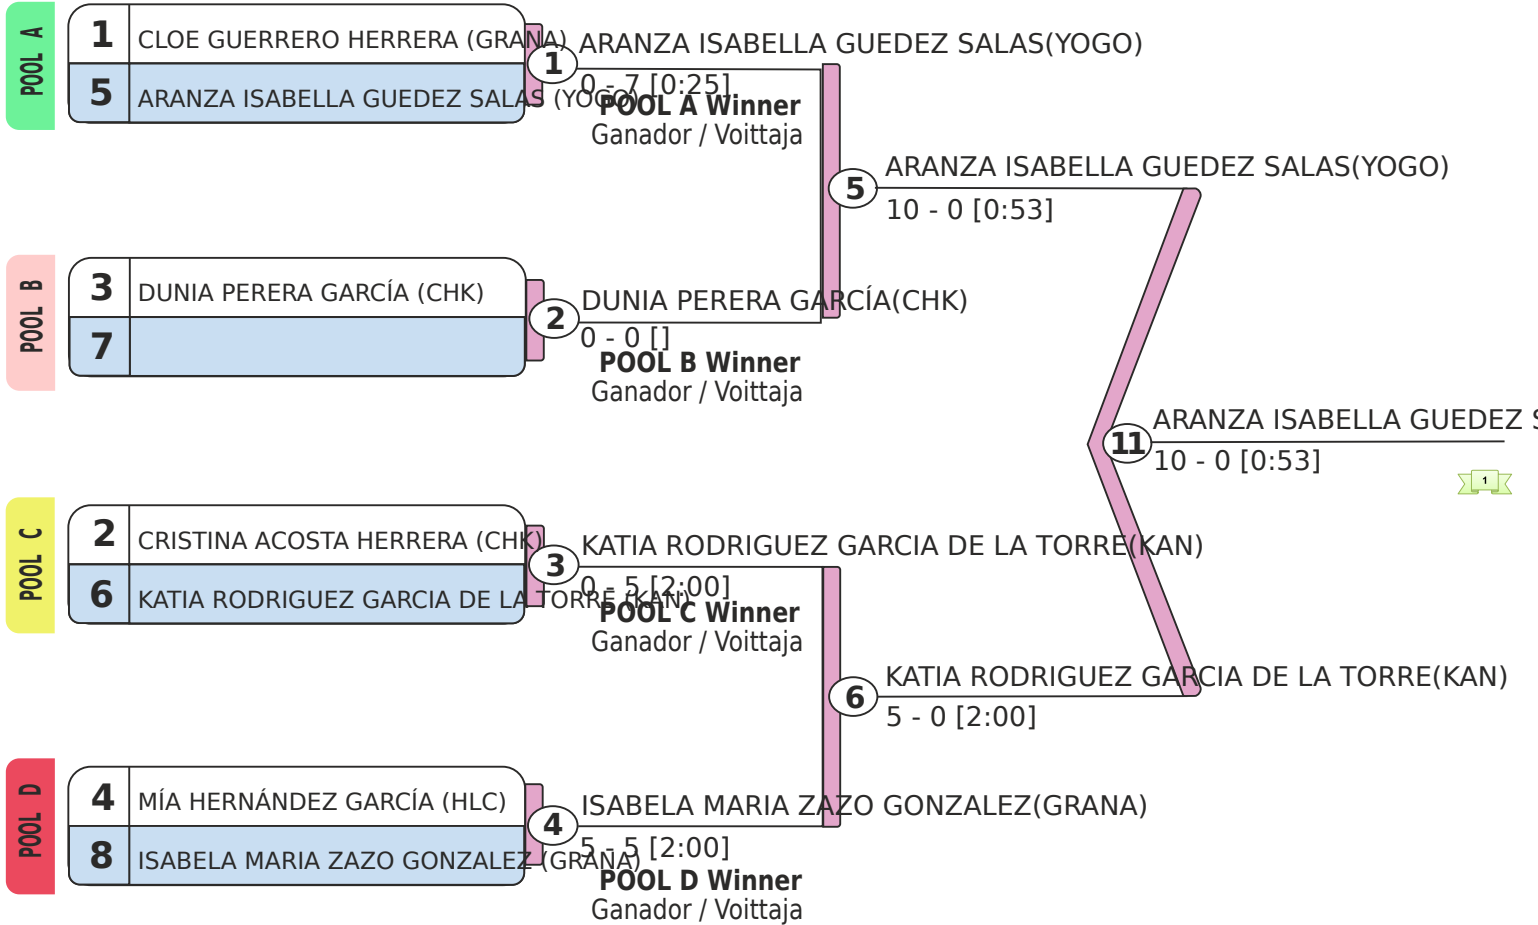 POOL A
1
CLOE GUERRERO HERRERA (GRANA)
5
ARANZA ISABELLA GUEDEZ SALAS (YOGO)
1
ARANZA ISABELLA GUEDEZ SALAS(YOGO)
0 - 7 [0:25]
POOL A Winner
Ganador / Voittaja
5
ARANZA ISABELLA GUEDEZ SALAS(YOGO)
10 - 0 [0:53]
POOL B
3
DUNIA PERERA GARCÍA (CHK)
7
2
DUNIA PERERA GARCÍA(CHK)
0 - 0 []
POOL B Winner
Ganador / Voittaja
11
ARANZA ISABELLA GUEDEZ S
10 - 0 [0:53]
1
POOL C
2
CRISTINA ACOSTA HERRERA (CHK)
6
KATIA RODRIGUEZ GARCIA DE LA TORRE (KAN)
3
KATIA RODRIGUEZ GARCIA DE LA TORRE(KAN)
0 - 5 [2:00]
POOL C Winner
Ganador / Voittaja
6
KATIA RODRIGUEZ GARCIA DE LA TORRE(KAN)
5 - 0 [2:00]
POOL D
4
MÍA HERNÁNDEZ GARCÍA (HLC)
8
ISABELA MARIA ZAZO GONZALEZ (GRANA)
4
ISABELA MARIA ZAZO GONZALEZ(GRANA)
5 - 5 [2:00]
POOL D Winner
Ganador / Voittaja